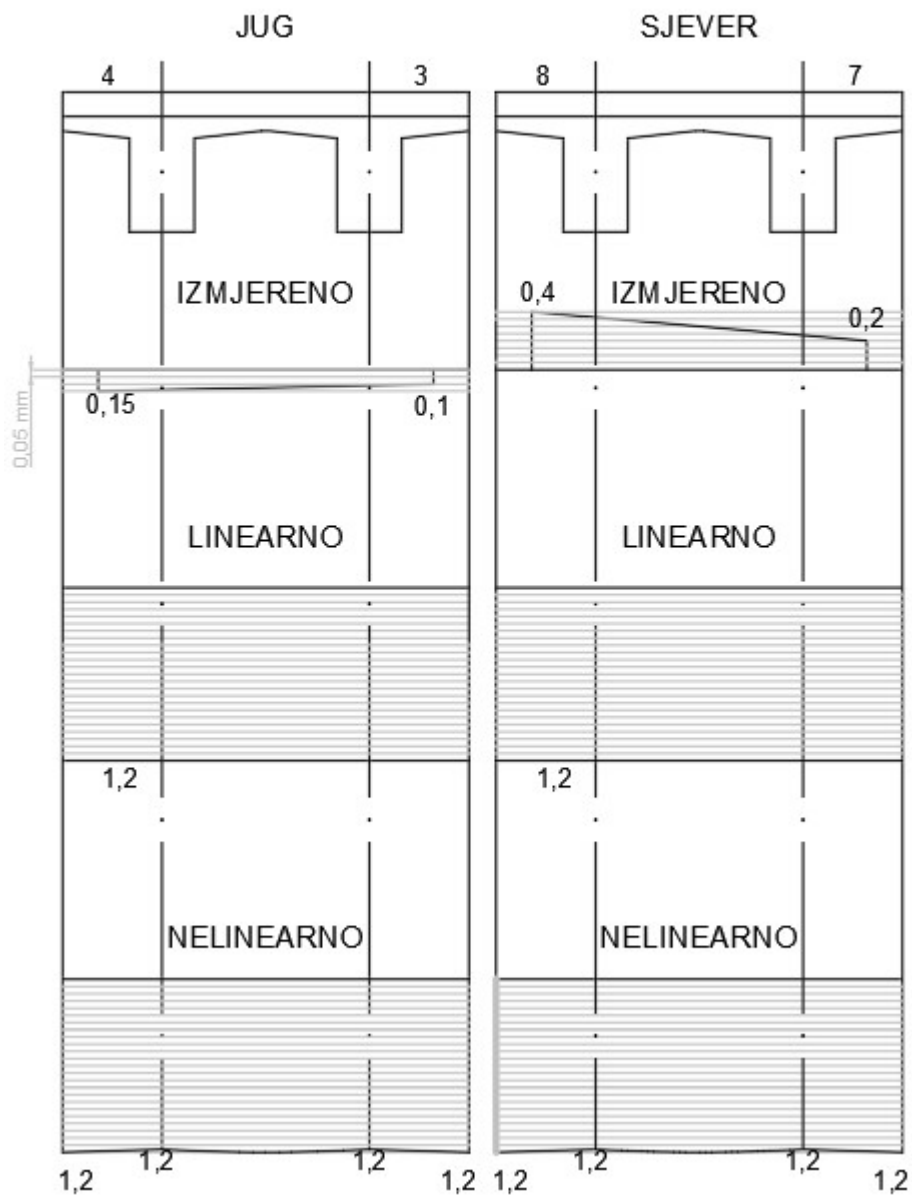 JUG SJEVER
4 3 8 7
IZMJERENO 0,4 IZMJERENO
0,2
0,15 0,1
0,05 mm
LINEARNO LINEARNO
1,2 1,2
NELINEARNO NELINEARNO
1,2 1,2 1,2 1,2 1,2 1,2 1,2 1,2